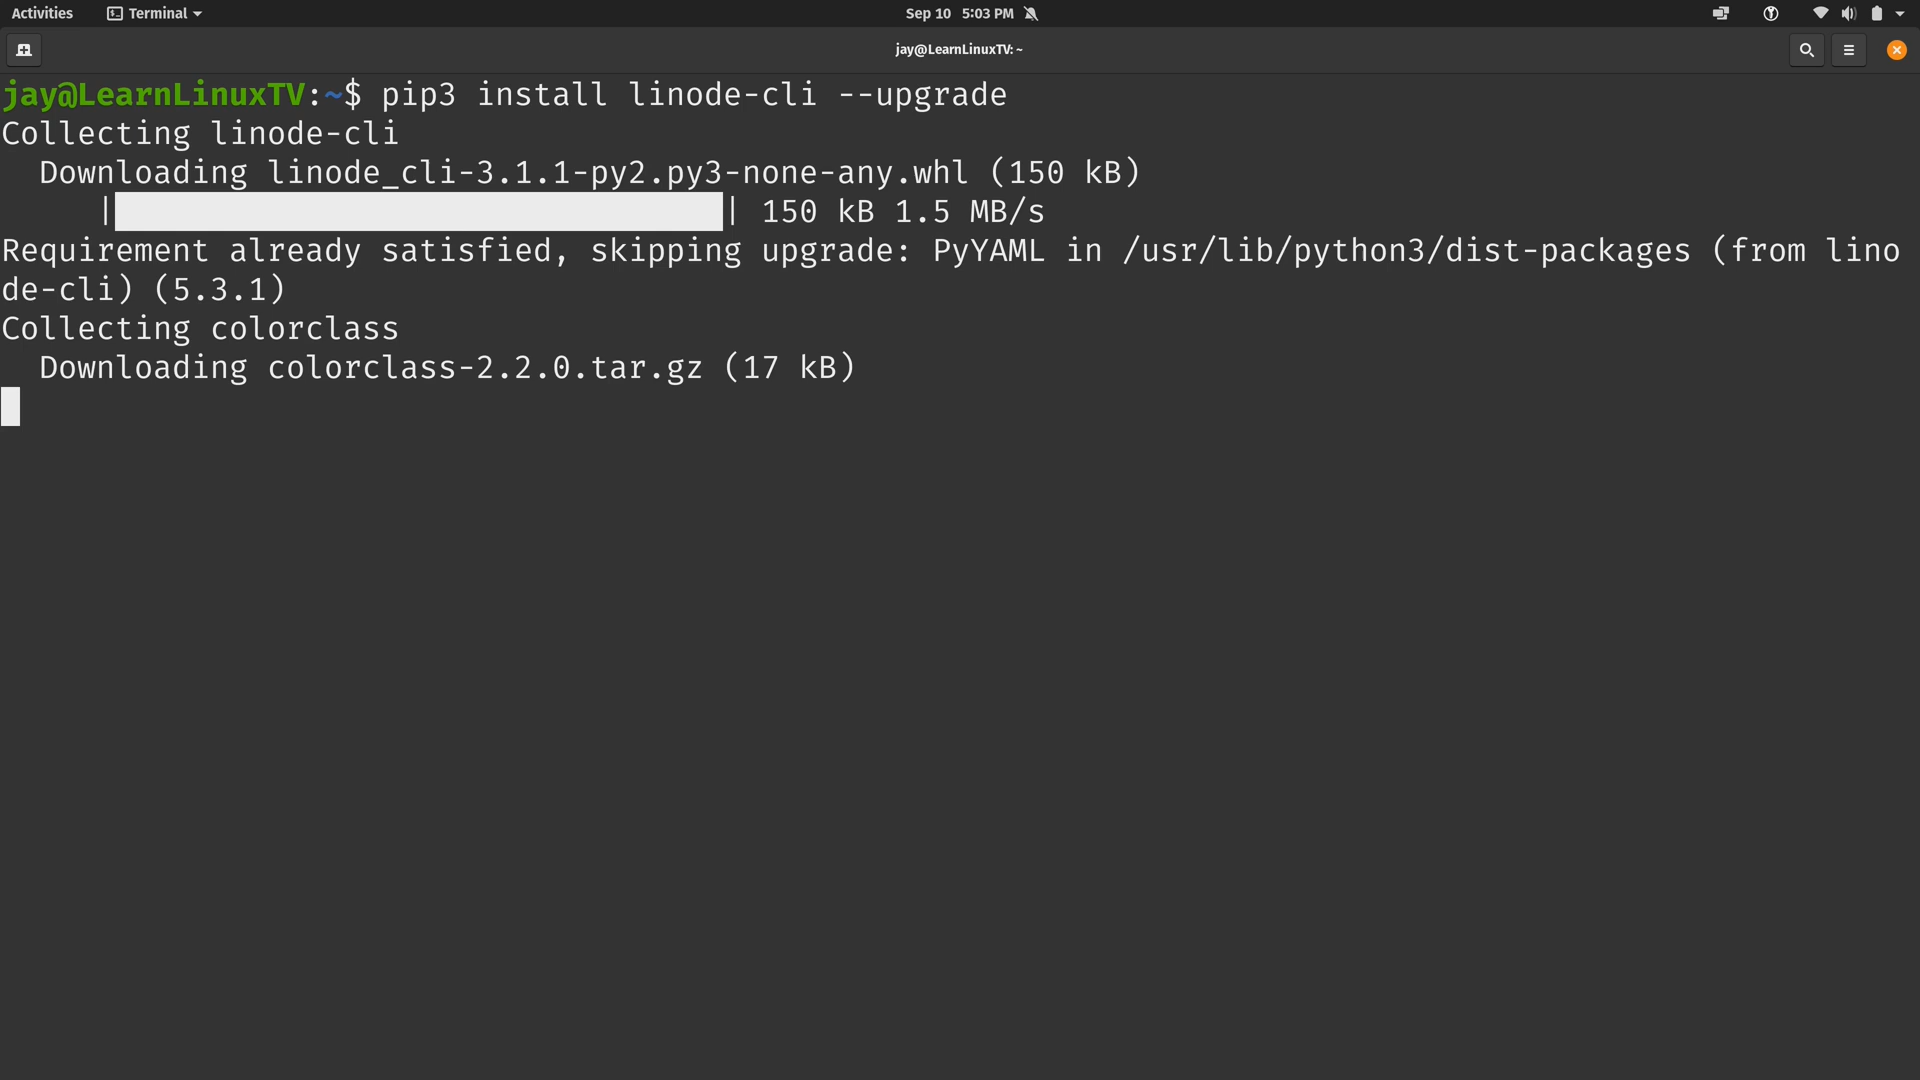 Activities Terminal Sep 10 5:03 PM
jay@LearnLinuxTV: ~
jay@LearnLinuxTV:~$ pip3 install linode-cli --upgrade
Collecting linode-cli
  Downloading linode_cli-3.1.1-py2.py3-none-any.whl (150 kB)
     |████████████████████████████████| 150 kB 1.5 MB/s
Requirement already satisfied, skipping upgrade: PyYAML in /usr/lib/python3/dist-packages (from lino
de-cli) (5.3.1)
Collecting colorclass
  Downloading colorclass-2.2.0.tar.gz (17 kB)